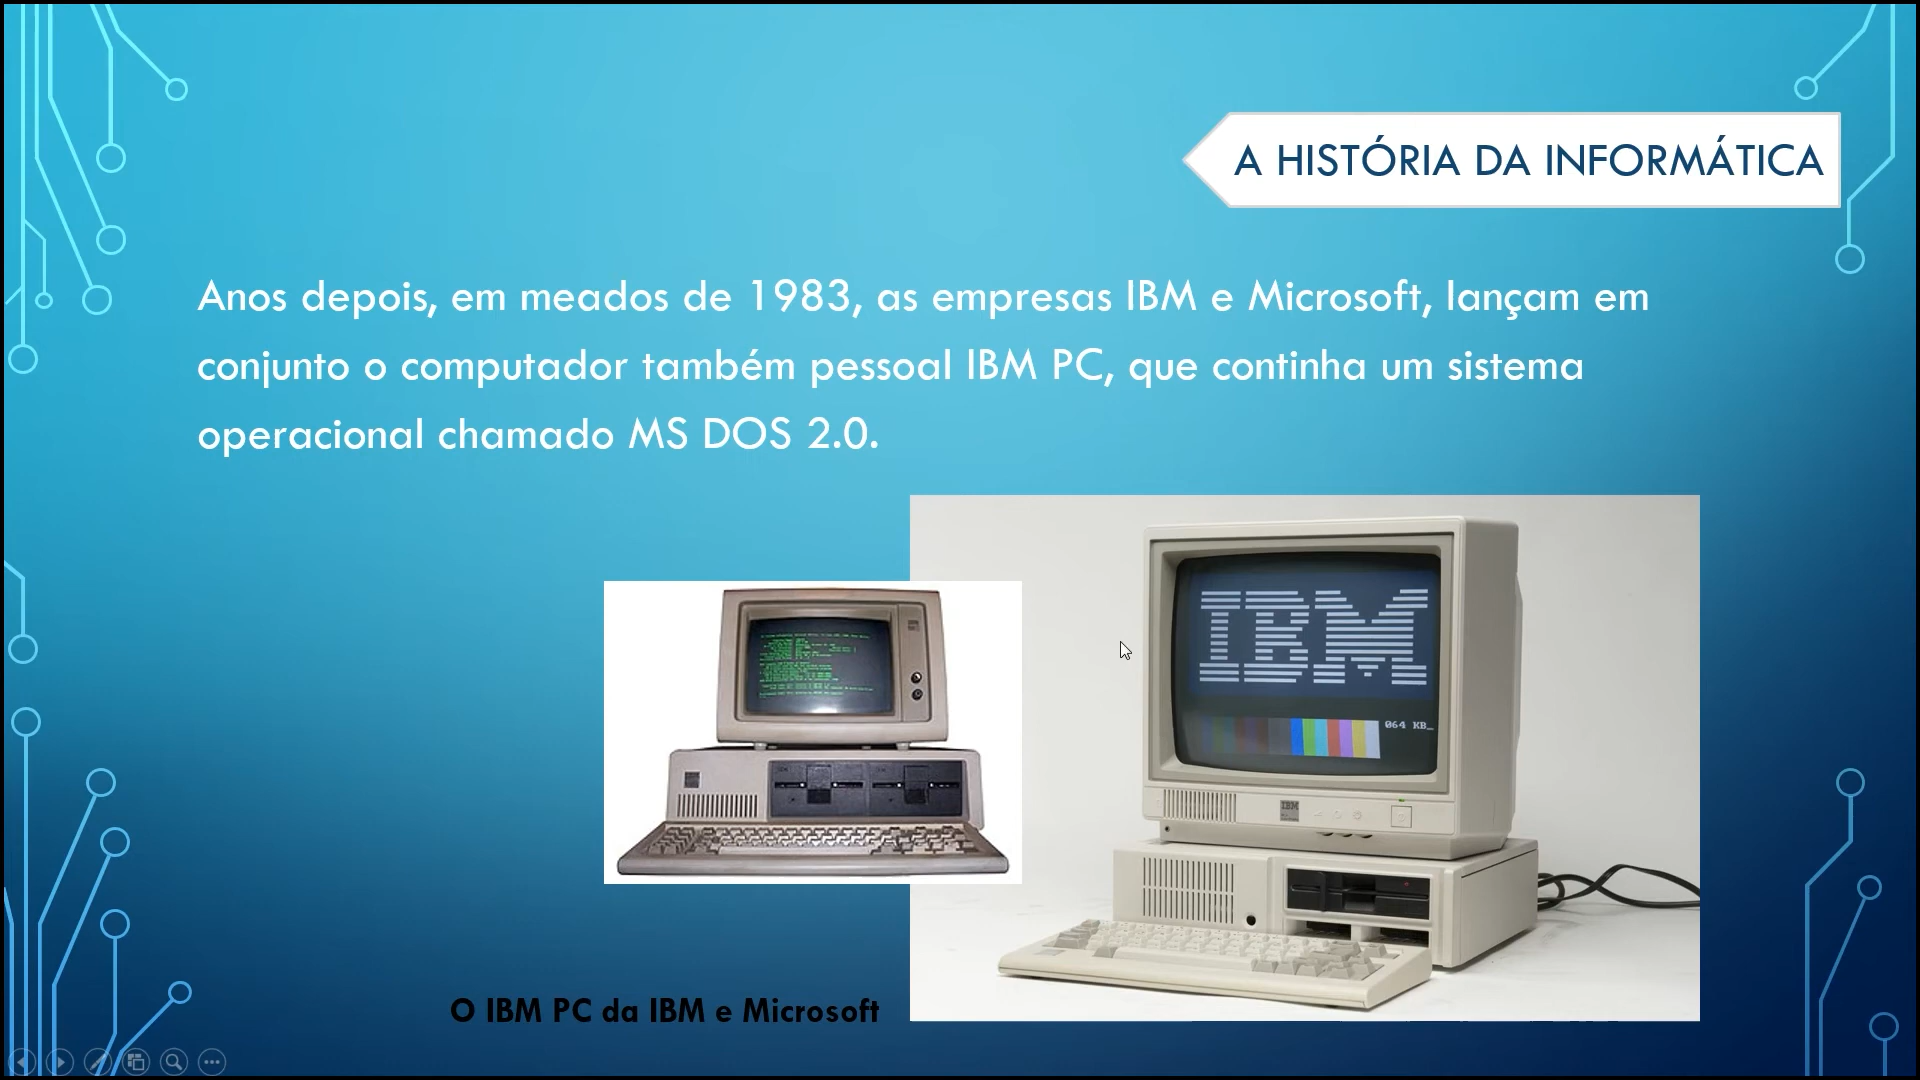 A HISTÓRIA DA INFORMÁTICA
Anos depois, em meados de 1983, as empresas IBM e Microsoft, lançam em
conjunto o computador também pessoal IBM PC, que continha um sistema
operacional chamado MS DOS 2.0.
IBM
064 KB_
IBM
O IBM PC da IBM e Microsoft